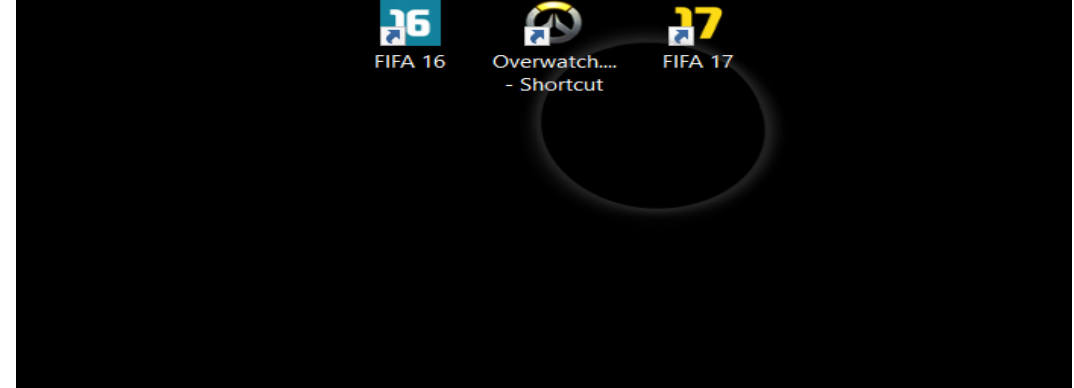 16
17
FIFA 16
Overwatch....
- Shortcut
FIFA 17